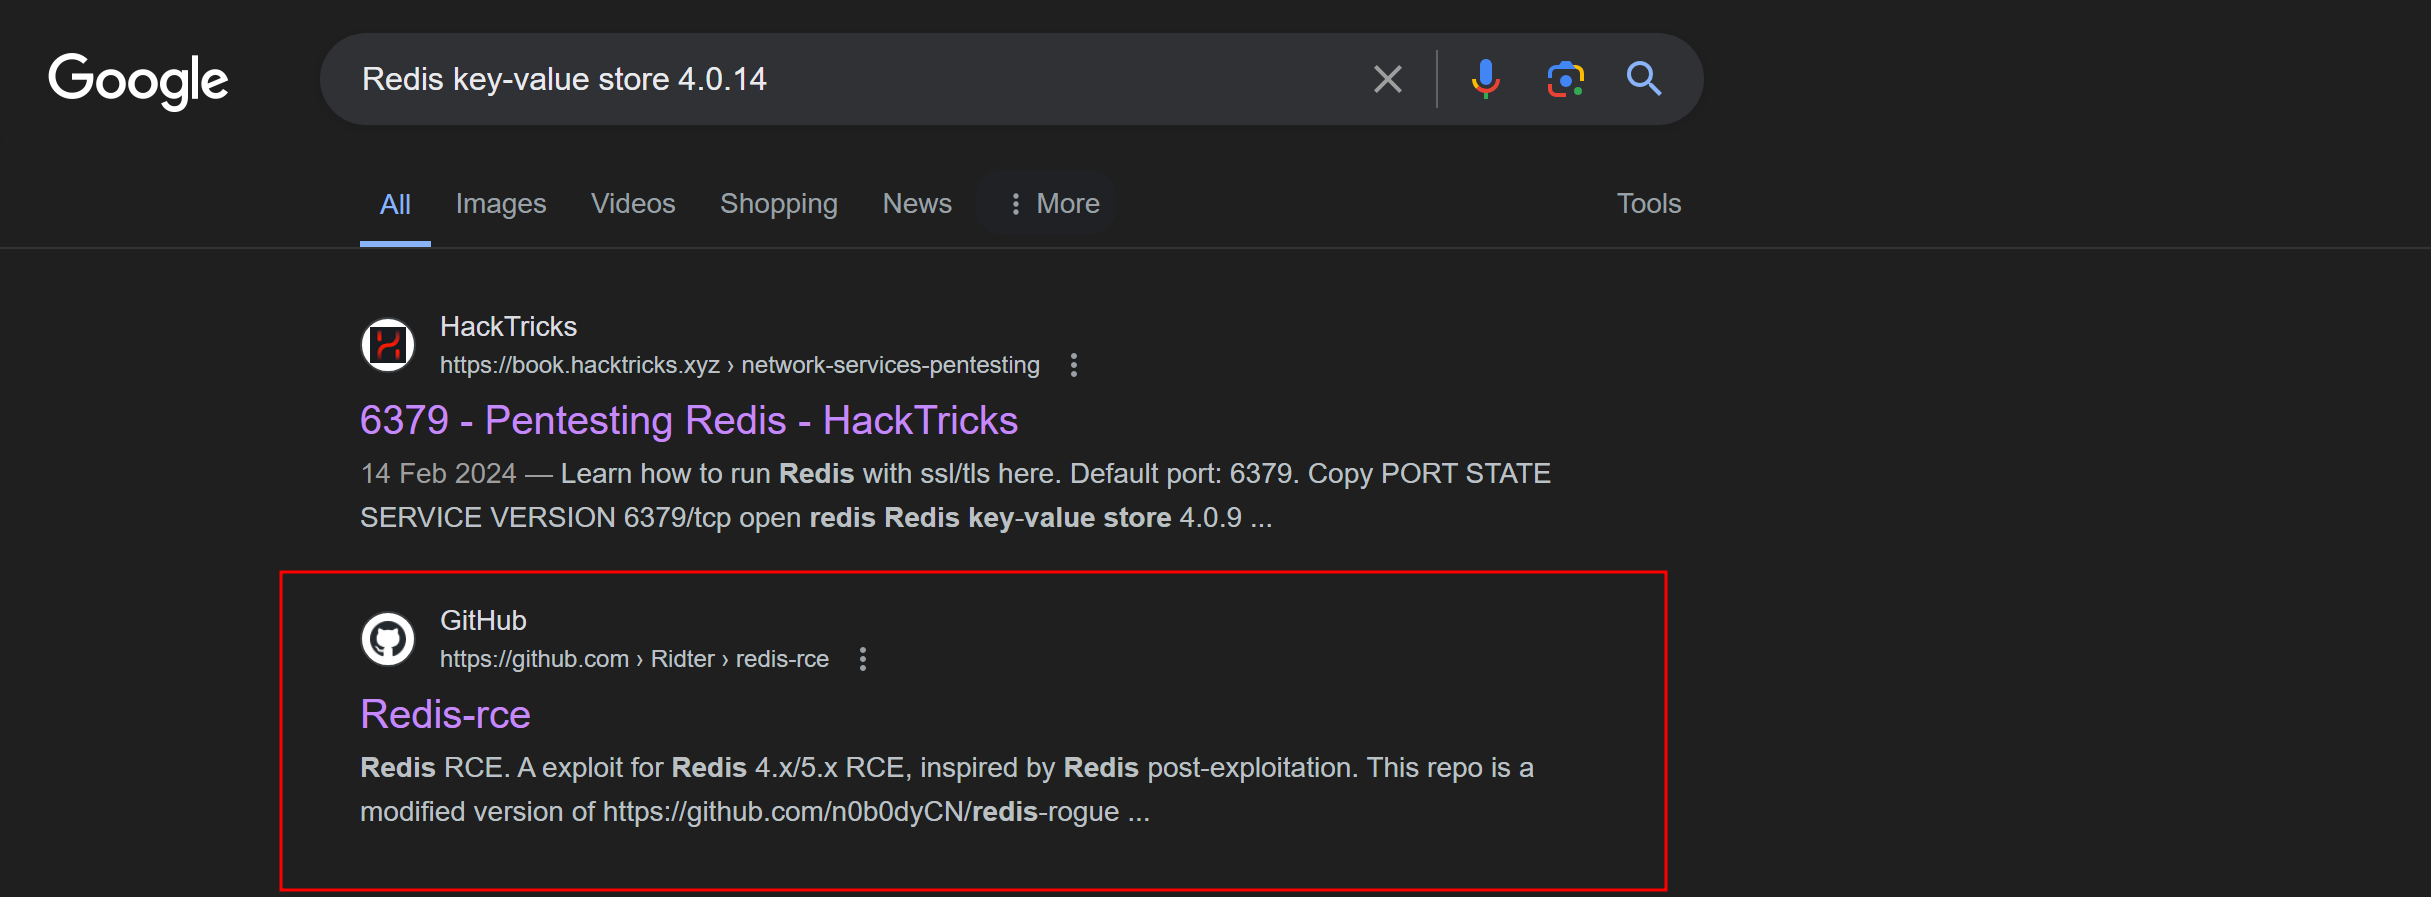 Google
Redis key-value store 4.0.14
All Images Videos Shopping News More Tools
HackTricks
https://book.hacktricks.xyz › network-services-pentesting
6379 - Pentesting Redis - HackTricks
14 Feb 2024 — Learn how to run Redis with ssl/tls here. Default port: 6379. Copy PORT STATE
SERVICE VERSION 6379/tcp open redis Redis key-value store 4.0.9 ...
GitHub
https://github.com › Ridter › redis-rce
Redis-rce
Redis RCE. A exploit for Redis 4.x/5.x RCE, inspired by Redis post-exploitation. This repo is a
modified version of https://github.com/n0b0dyCN/redis-rogue ...